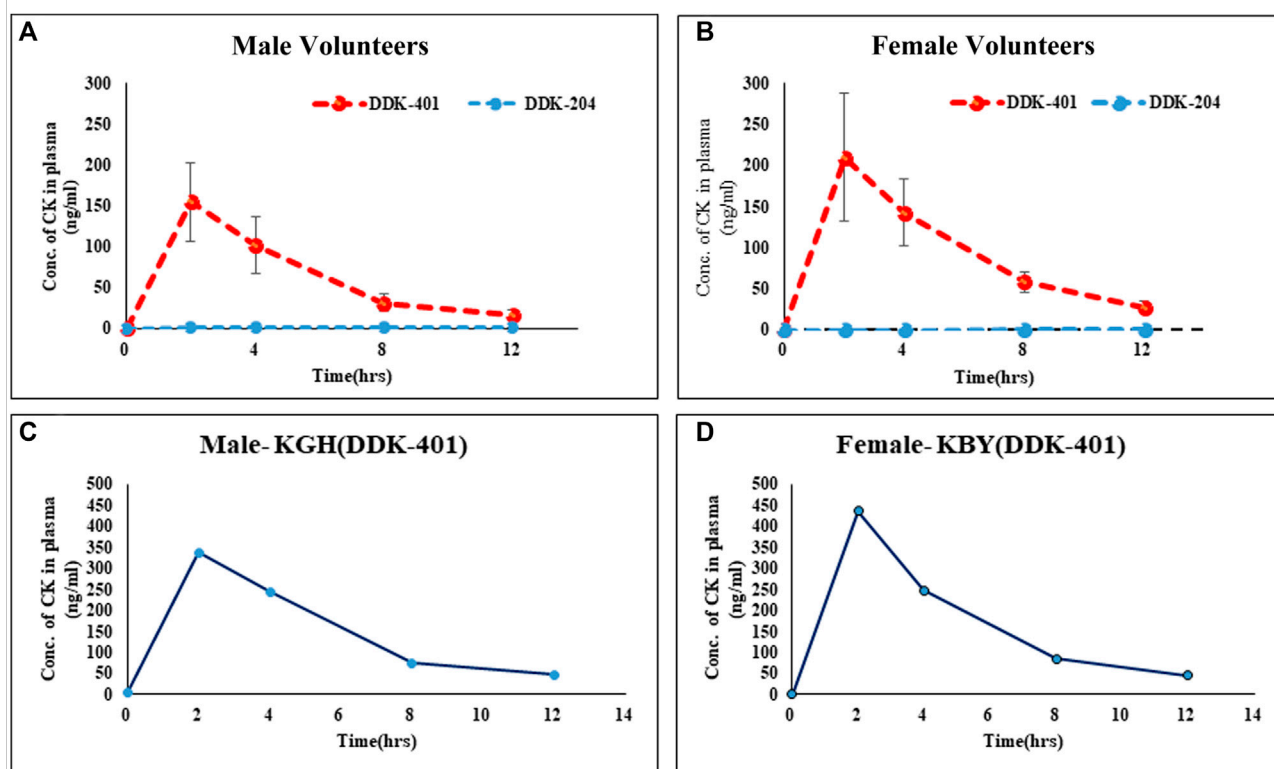 A
Male Volunteers
DDK-401 DDK-204
Conc. of CK in plasma
(ng/ml)
300
250
200
150
100
50
0
0 4 8 12
Time(hrs)
B
Female Volunteers
DDK-401 DDK-204
Conc. of CK in plasma
(ng/ml)
300
250
200
150
100
50
0
0 4 8 12
Time(hrs)
C
Male- KGH(DDK-401)
Conc. of CK in plasma
(ng/ml)
500
450
400
350
300
250
200
150
100
50
0
0 2 4 6 8 10 12 14
Time(hrs)
D
Female- KBY(DDK-401)
Conc. of CK in plasma
(ng/ml)
500
450
400
350
300
250
200
150
100
50
0
0 2 4 6 8 10 12 14
Time(hrs)